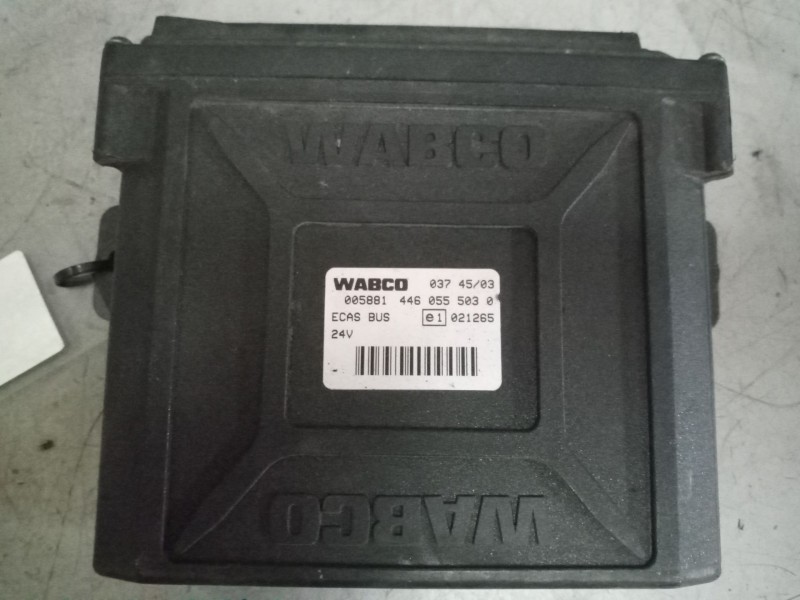 WABCO
WABCO 037 45/03
005881 446 055 503 0
ECAS BUS e1 021265
24V
WABCO